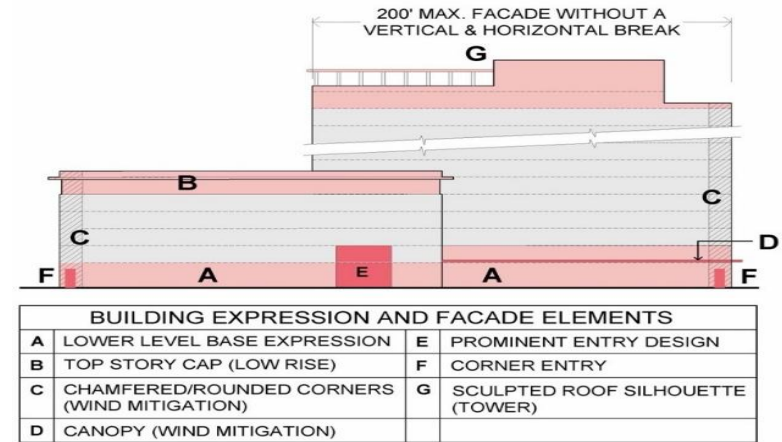 200' MAX. FACADE WITHOUT A
VERTICAL & HORIZONTAL BREAK
G
B
C
C
D
F
A
E
A
F
BUILDING EXPRESSION AND FACADE ELEMENTS
A LOWER LEVEL BASE EXPRESSION E PROMINENT ENTRY DESIGN
B TOP STORY CAP (LOW RISE) F CORNER ENTRY
C CHAMFERED/ROUNDED CORNERS G SCULPTED ROOF SILHOUETTE
(WIND MITIGATION) (TOWER)
D CANOPY (WIND MITIGATION)